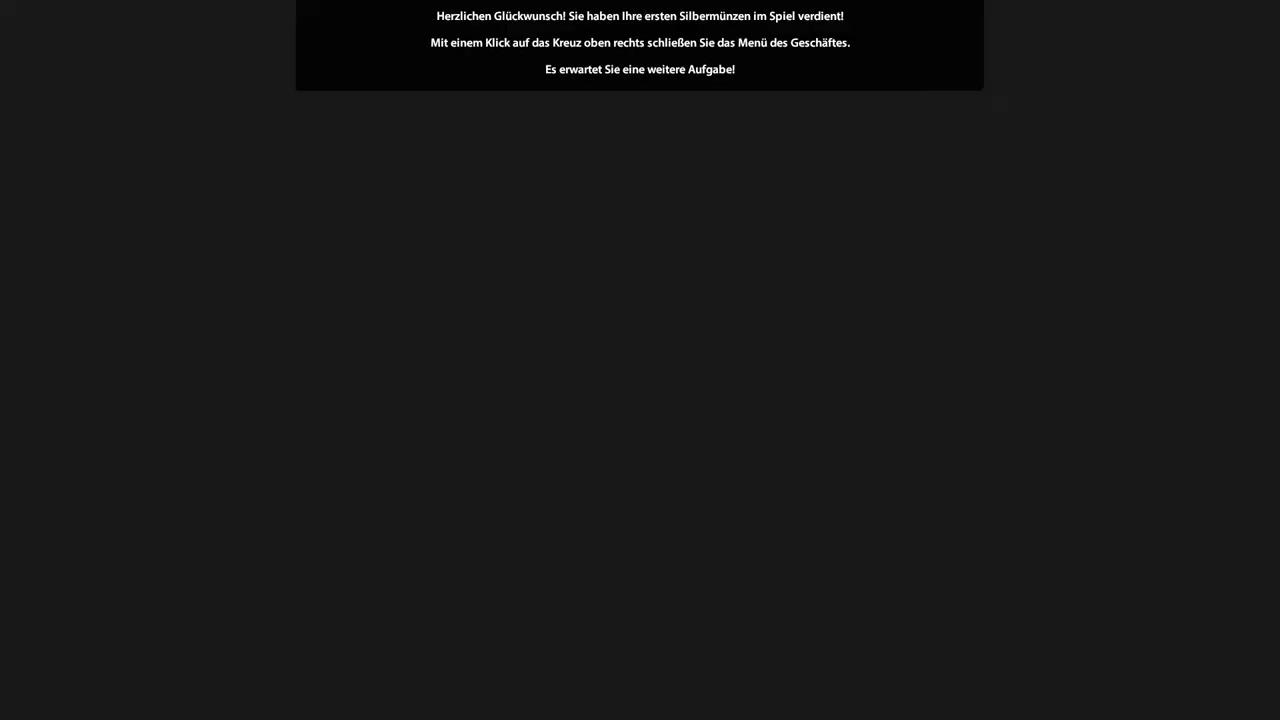 Herzlichen Glückwunsch! Sie haben Ihre ersten Silbermünzen im Spiel verdient!
Mit einem Klick auf das Kreuz oben rechts schließen Sie das Menü des Geschäftes.
Es erwartet Sie eine weitere Aufgabe!